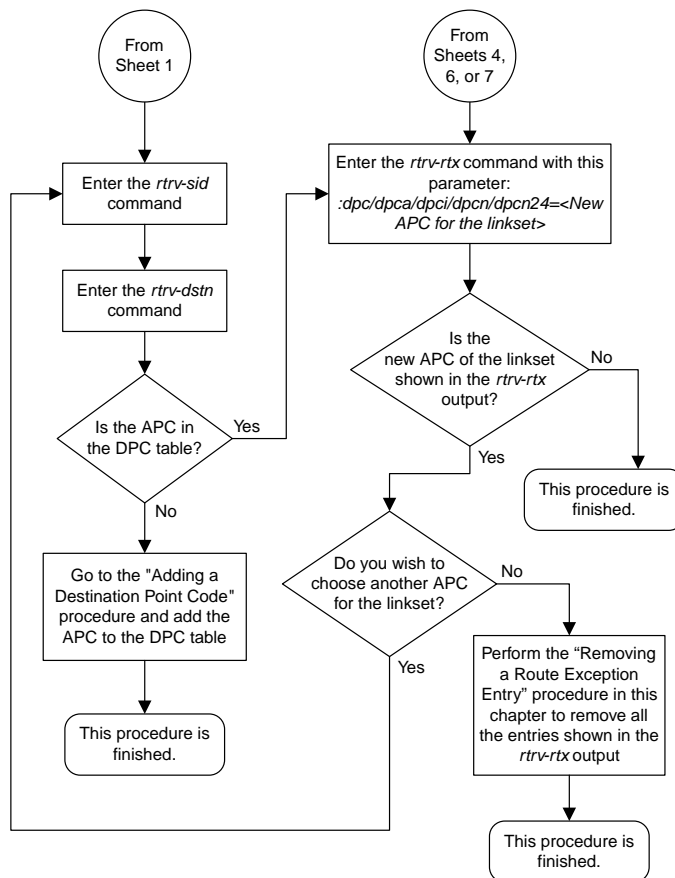 From
Sheet 1
Enter the rtrv-sid
command
Enter the rtrv-dstn
command
Is the APC in
the DPC table?
Yes
No
Go to the "Adding a
Destination Point Code"
procedure and add the
APC to the DPC table
This procedure is
finished.
From
Sheets 4,
6, or 7
Enter the rtrv-rtx command with this
parameter:
:dpc/dpca/dpci/dpcn/dpcn24=<New
APC for the linkset>
Is the
new APC of the linkset
shown in the rtrv-rtx
output?
No
Yes
This procedure is
finished.
Do you wish to
choose another APC
for the linkset?
No
Yes
Perform the “Removing
a Route Exception
Entry” procedure in this
chapter to remove all
the entries shown in the
rtrv-rtx output
This procedure is
finished.